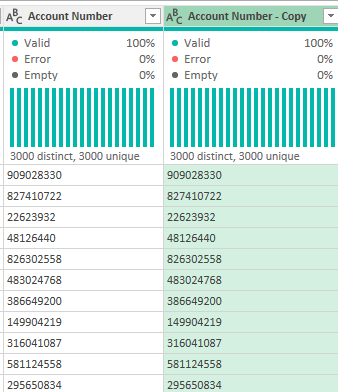 ABC Account Number ABC Account Number - Copy
Valid 100% Valid 100%
Error 0% Error 0%
Empty 0% Empty 0%
3000 distinct, 3000 unique 3000 distinct, 3000 unique
909028330 909028330
827410722 827410722
22623932 22623932
48126440 48126440
826302558 826302558
483024768 483024768
386649200 386649200
149904219 149904219
316041087 316041087
581124558 581124558
295650834 295650834